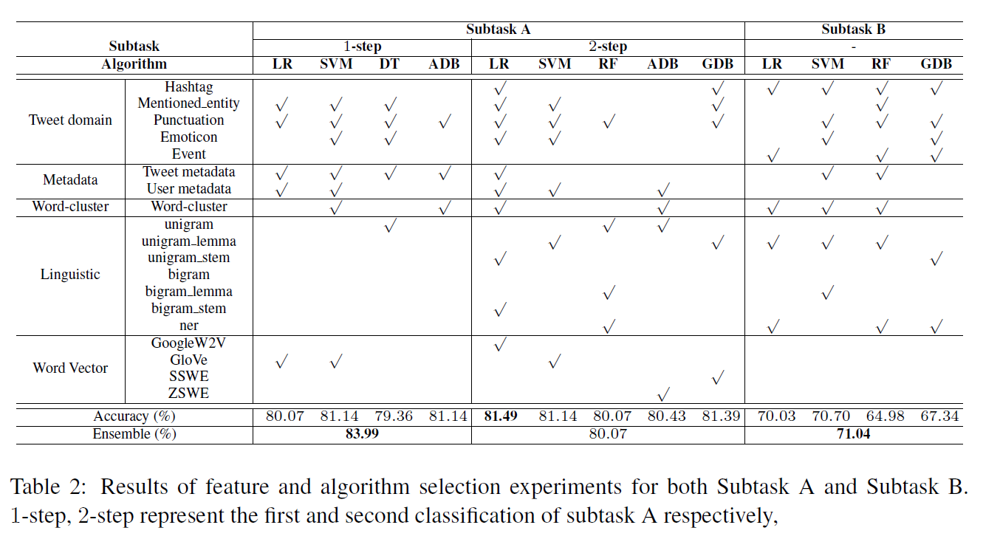 Subtask A Subtask B
Subtask 1-step 2-step -
Algorithm LR SVM DT ADB LR SVM RF ADB GDB LR SVM RF GDB
Hashtag √ √ √ √ √ √
Mentioned_entity √ √ √ √ √ √ √
Tweet domain Punctuation √ √ √ √ √ √ √ √ √ √ √
Emoticon √ √ √ √ √ √
Event √ √ √
Tweet metadata √ √ √ √ √ √ √
Metadata
User metadata √ √ √ √ √
Word-cluster Word-cluster √ √ √ √ √ √ √
unigram √ √ √
unigram_lemma √ √ √ √ √
unigram_stem √ √
Linguistic bigram
bigram_lemma √ √
bigram_stem √
ner √ √ √ √
GoogleW2V √
Word Vector GloVe √ √ √
SSWE √
ZSWE √
Accuracy (%) 80.07 81.14 79.36 81.14 81.49 81.14 80.07 80.43 81.39 70.03 70.70 64.98 67.34
Ensemble (%) 83.99 80.07 71.04
Table 2: Results of feature and algorithm selection experiments for both Subtask A and Subtask B.
1-step, 2-step represent the first and second classification of subtask A respectively,